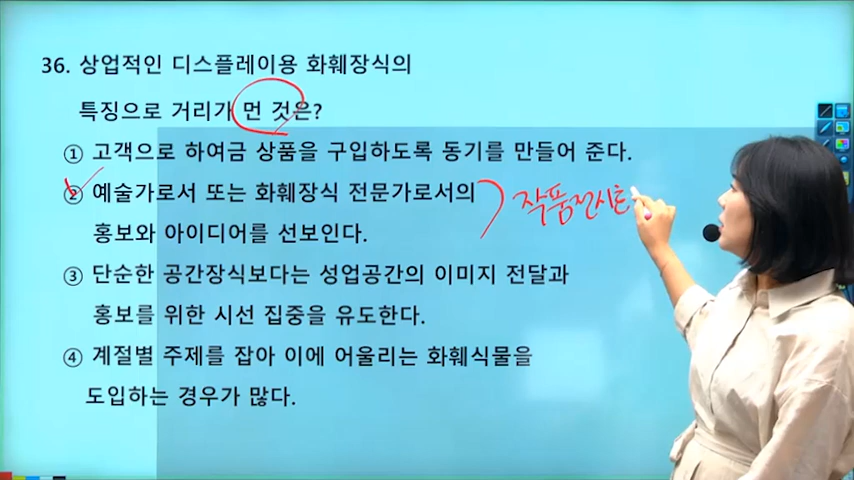 36. 상업적인 디스플레이용 화훼장식의
특징으로 거리가 먼 것은?
① 고객으로 하여금 상품을 구입하도록 동기를 만들어 준다.
② 예술가로서 또는 화훼장식 전문가로서의
홍보와 아이디어를 선보인다.
작품전시회
③ 단순한 공간장식보다는 성업공간의 이미지 전달과
홍보를 위한 시선 집중을 유도한다.
④ 계절별 주제를 잡아 이에 어울리는 화훼식물을
도입하는 경우가 많다.